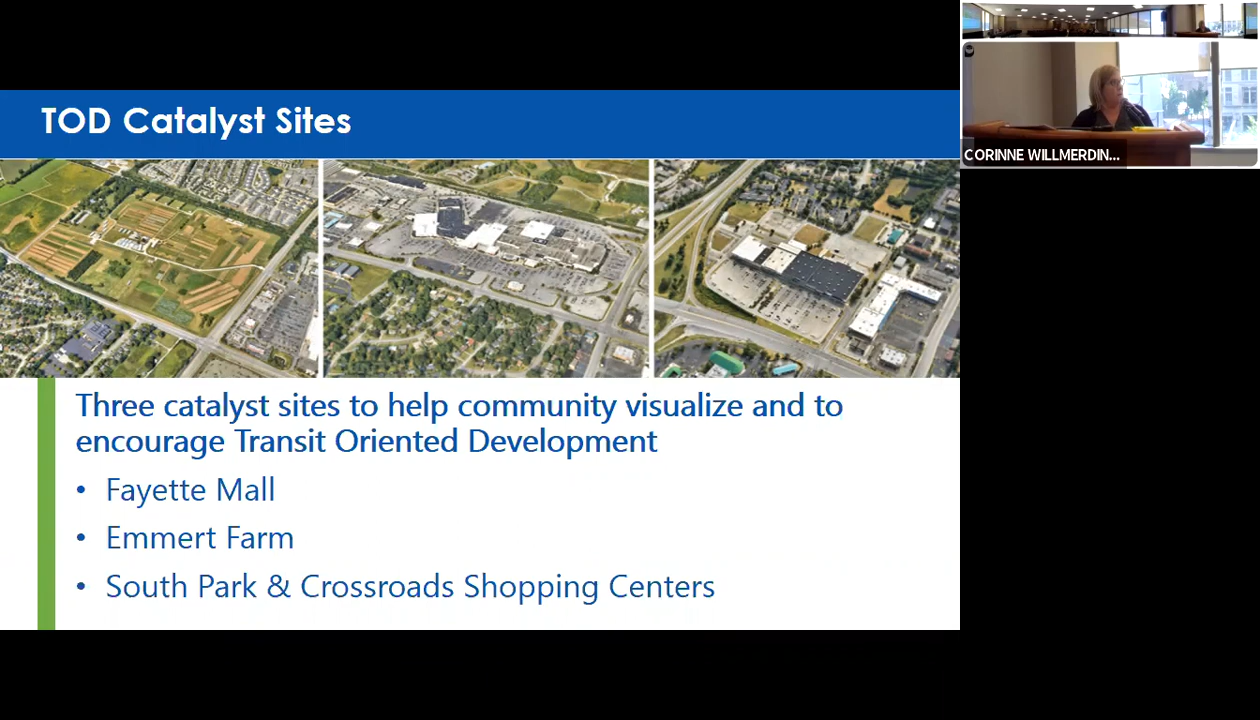 TOD Catalyst Sites
CORINNE WILLMERDIN...
Three catalyst sites to help community visualize and to
encourage Transit Oriented Development
• Fayette Mall
• Emmert Farm
• South Park & Crossroads Shopping Centers